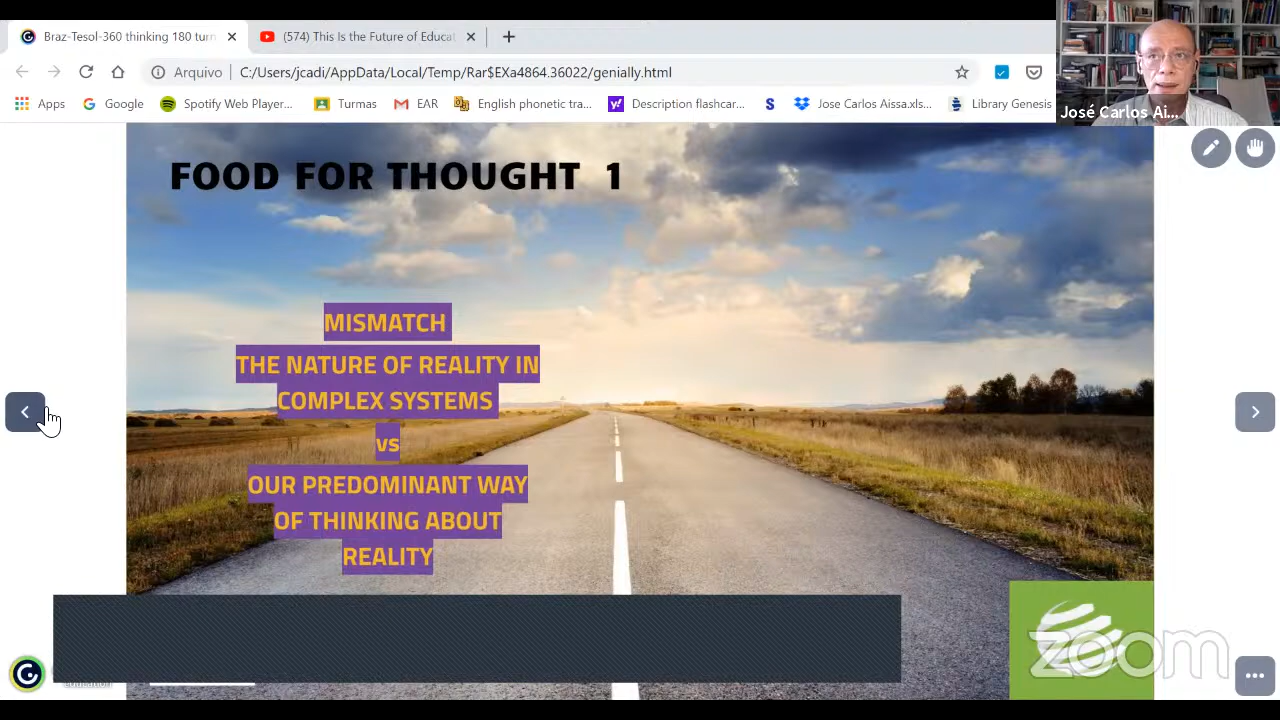 Braz-Tesol-360 thinking 180 turn
(574) This Is the Future of Educat
Arquivo
C:/Users/jcadi/AppData/Local/Temp/Rar$EXa4864.36022/genially.html
Apps
Google
Spotify Web Player...
Turmas
EAR
English phonetic tra...
Description flashcar...
Jose Carlos Aissa.xls...
Library Genesis
José Carlos Ai...
FOOD FOR THOUGHT 1
MISMATCH
THE NATURE OF REALITY IN
COMPLEX SYSTEMS
vs
OUR PREDOMINANT WAY
OF THINKING ABOUT
REALITY
zoom
education